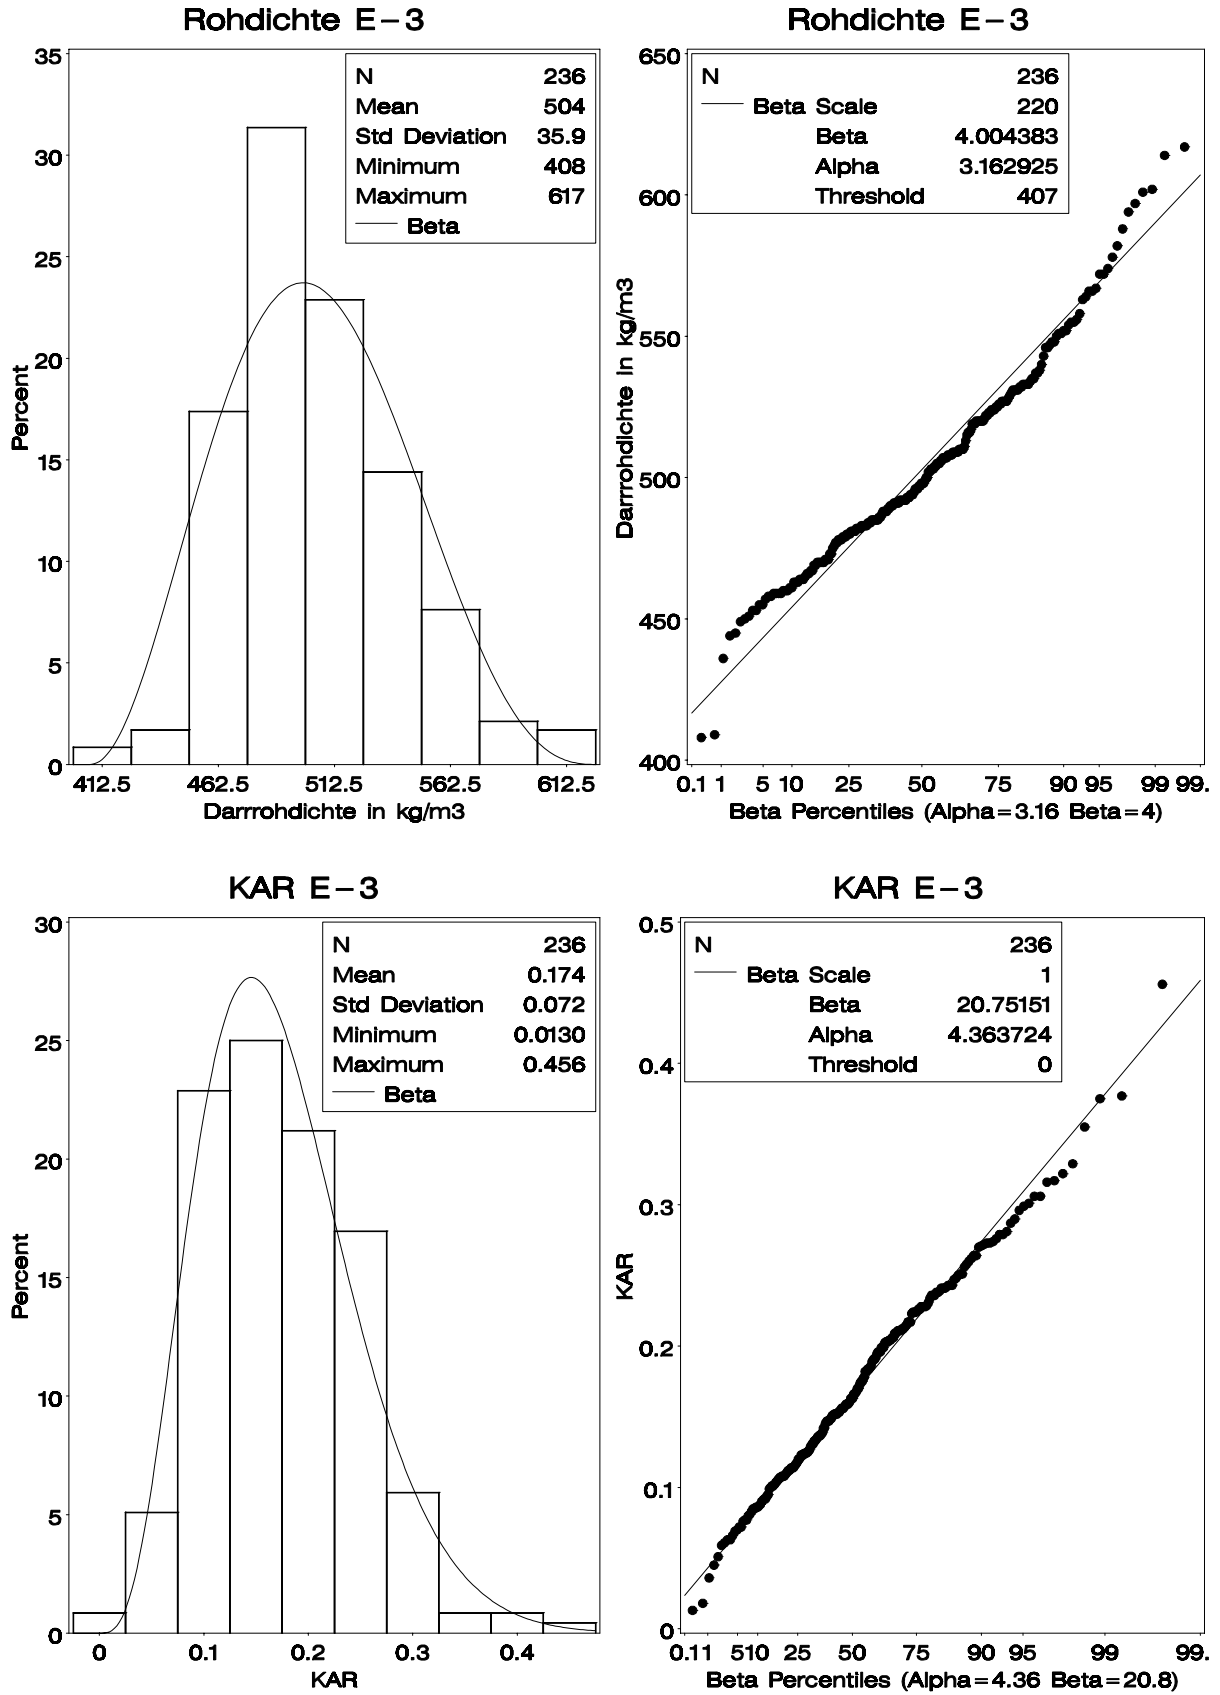 Rohdichte E-3
35
30
25
20
15
10
5
0
Percent
N 236
Mean 504
Std Deviation 35.9
Minimum 408
Maximum 617
Beta
412.5 462.5 512.5 562.5 612.5
Darrrohdichte in kg/m3
Rohdichte E-3
650
600
550
500
450
400
Darrrohdichte in kg/m3
N 236
Beta Scale 220
Beta 4.004383
Alpha 3.162925
Threshold 407
0.1 1 5 10 25 50 75 90 95 99 99.
Beta Percentiles (Alpha=3.16 Beta=4)
KAR E-3
30
25
20
15
10
5
0
Percent
N 236
Mean 0.174
Std Deviation 0.072
Minimum 0.0130
Maximum 0.456
Beta
0 0.1 0.2 0.3 0.4
KAR
KAR E-3
0.5
0.4
0.3
0.2
0.1
0
KAR
N 236
Beta Scale 1
Beta 20.75151
Alpha 4.363724
Threshold 0
0.11 510 25 50 75 90 95 99 99.
Beta Percentiles (Alpha=4.36 Beta=20.8)